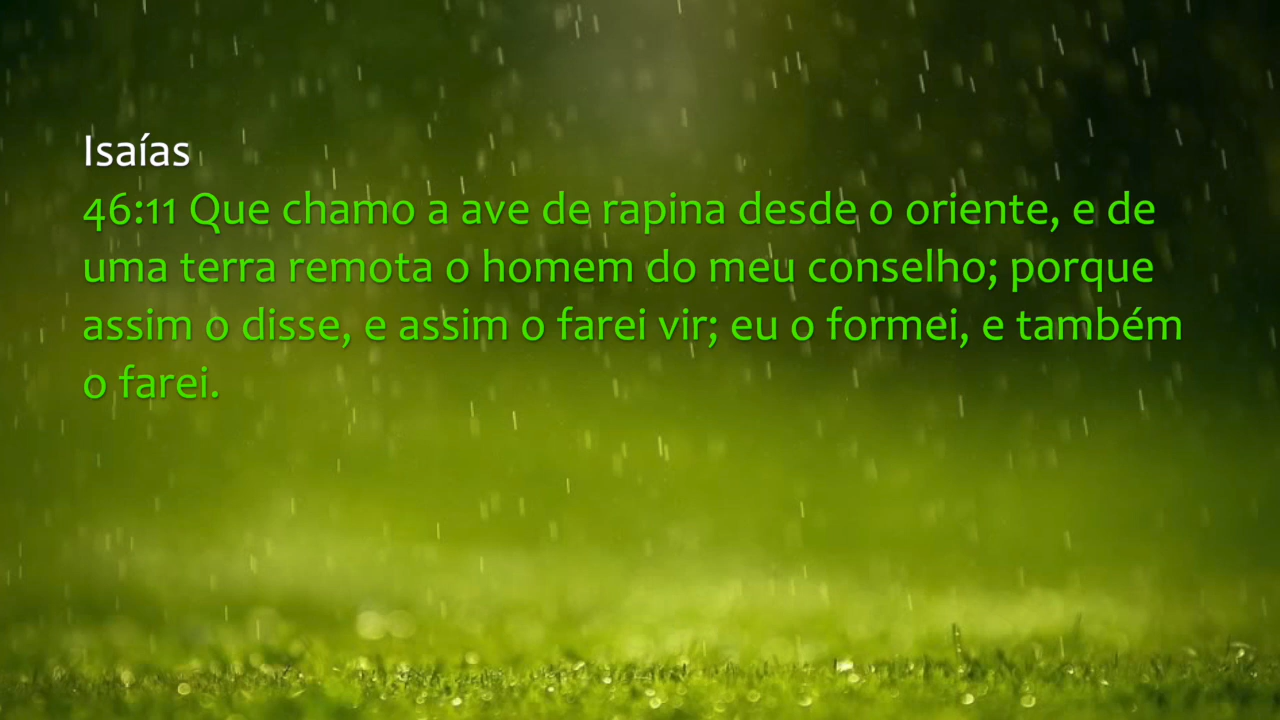 Isaías
46:11 Que chamo a ave de rapina desde o oriente, e de
uma terra remota o homem do meu conselho; porque
assim o disse, e assim o farei vir; eu o formei, e também
o farei.